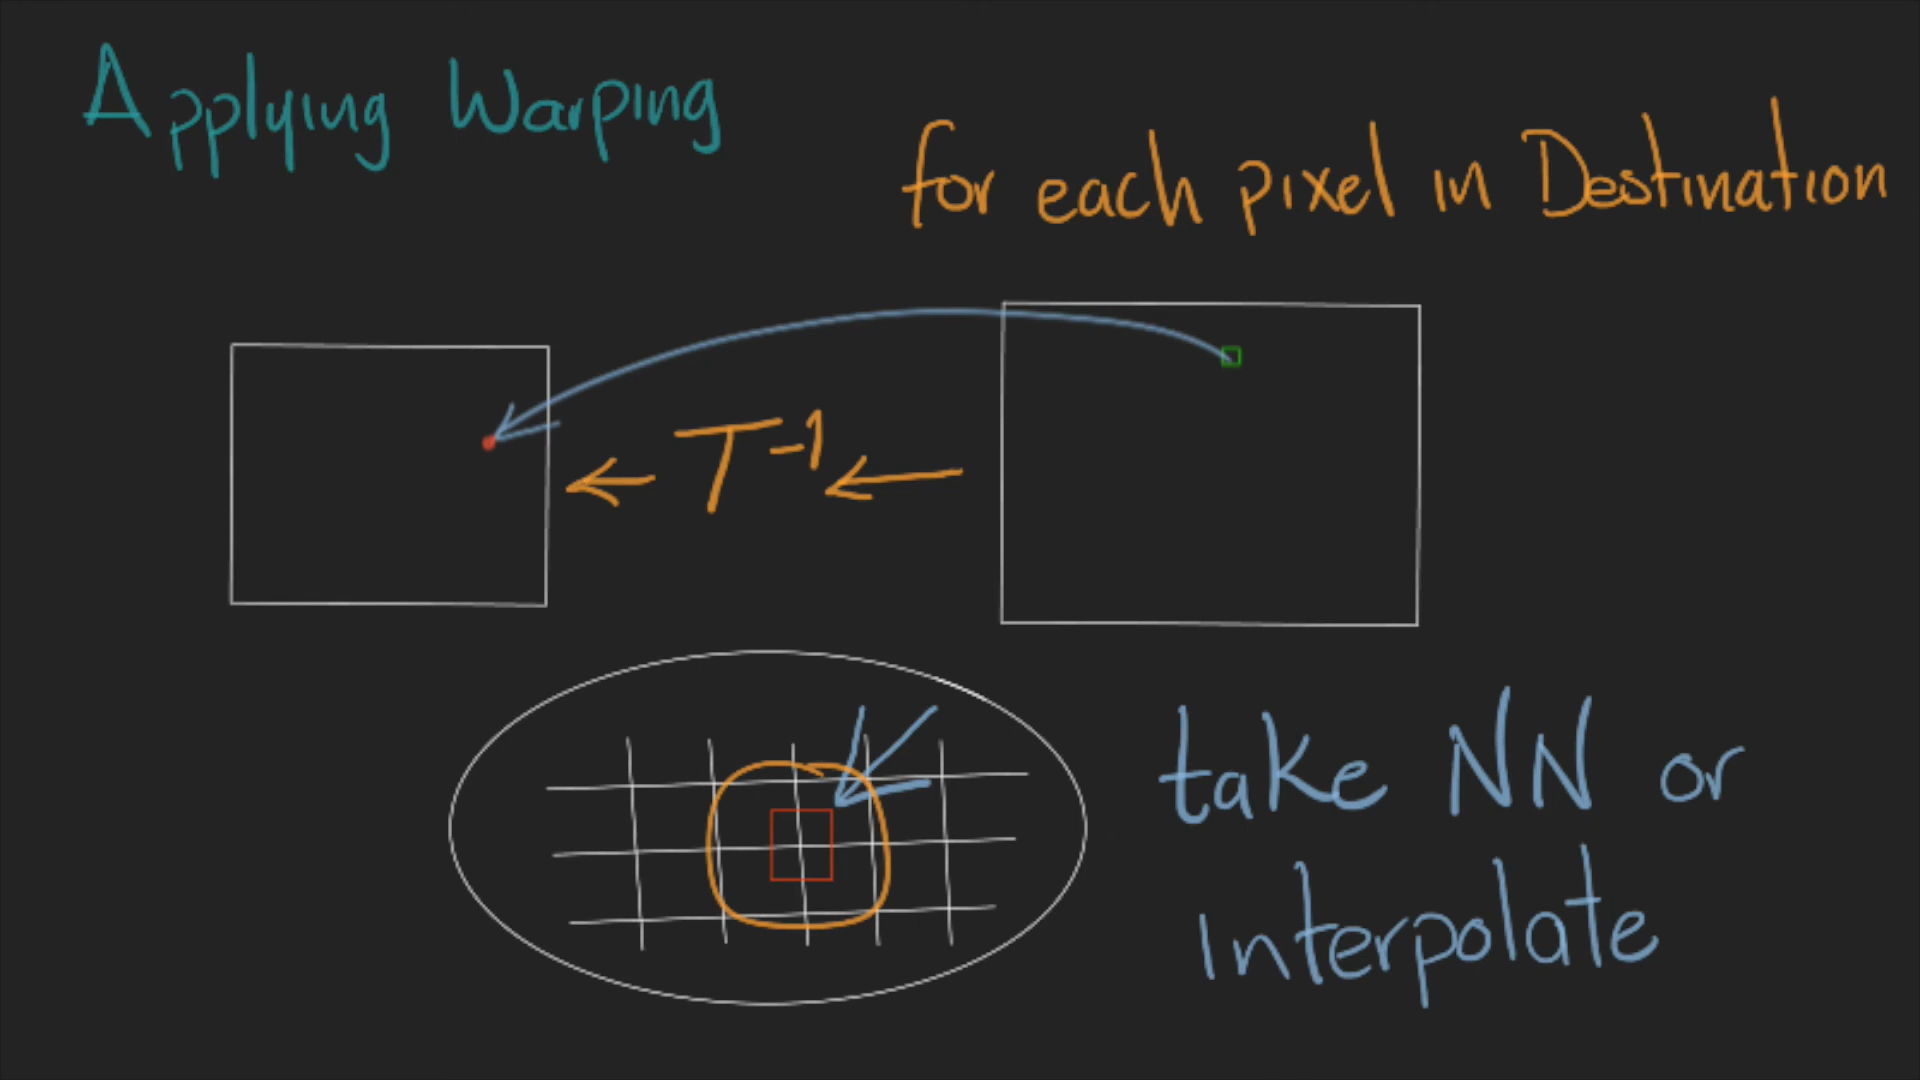 Applying Warping
for each pixel in Destination
T⁻¹
take NN or
Interpolate